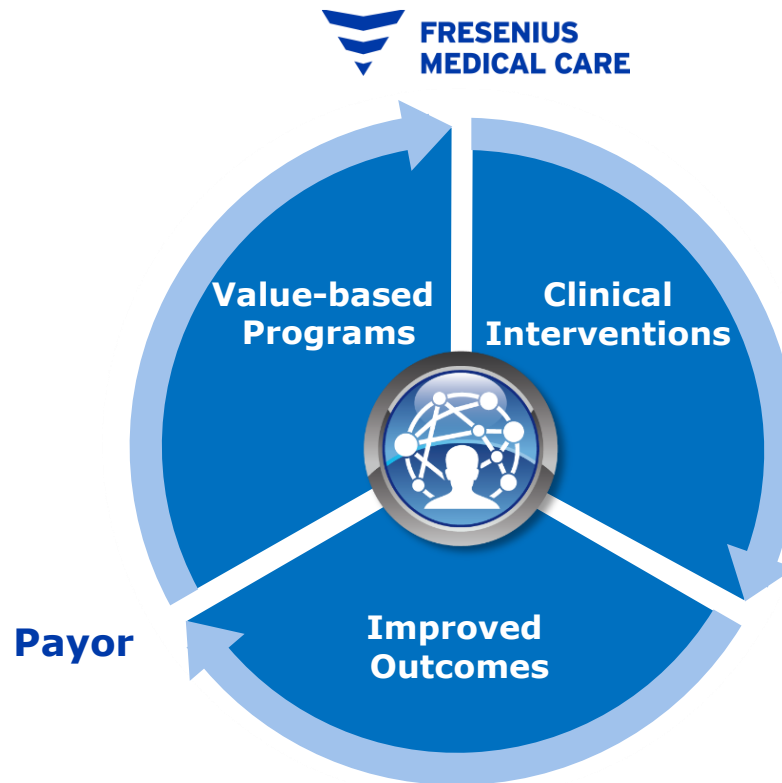 FRESENIUS
MEDICAL CARE
Value-based
Programs
Clinical
Interventions
Improved
Outcomes
Payor